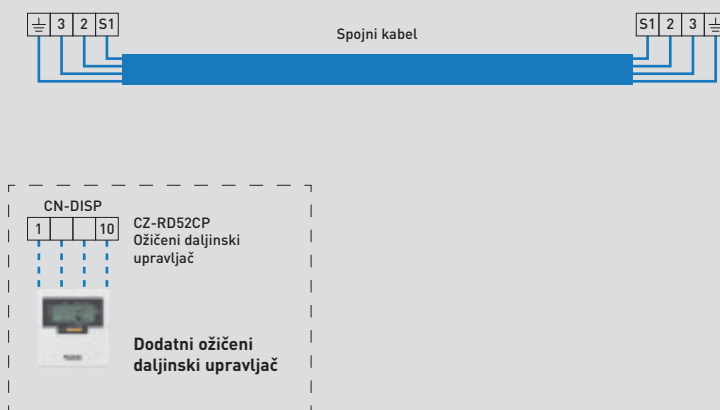 ⏚ 3 2 S1
Spojni kabel
S1 2 3 ⏚
CN-DISP
1 10
CZ-RD52CP
Ožičeni daljinski
upravljač
Dodatni ožičeni
daljinski upravljač